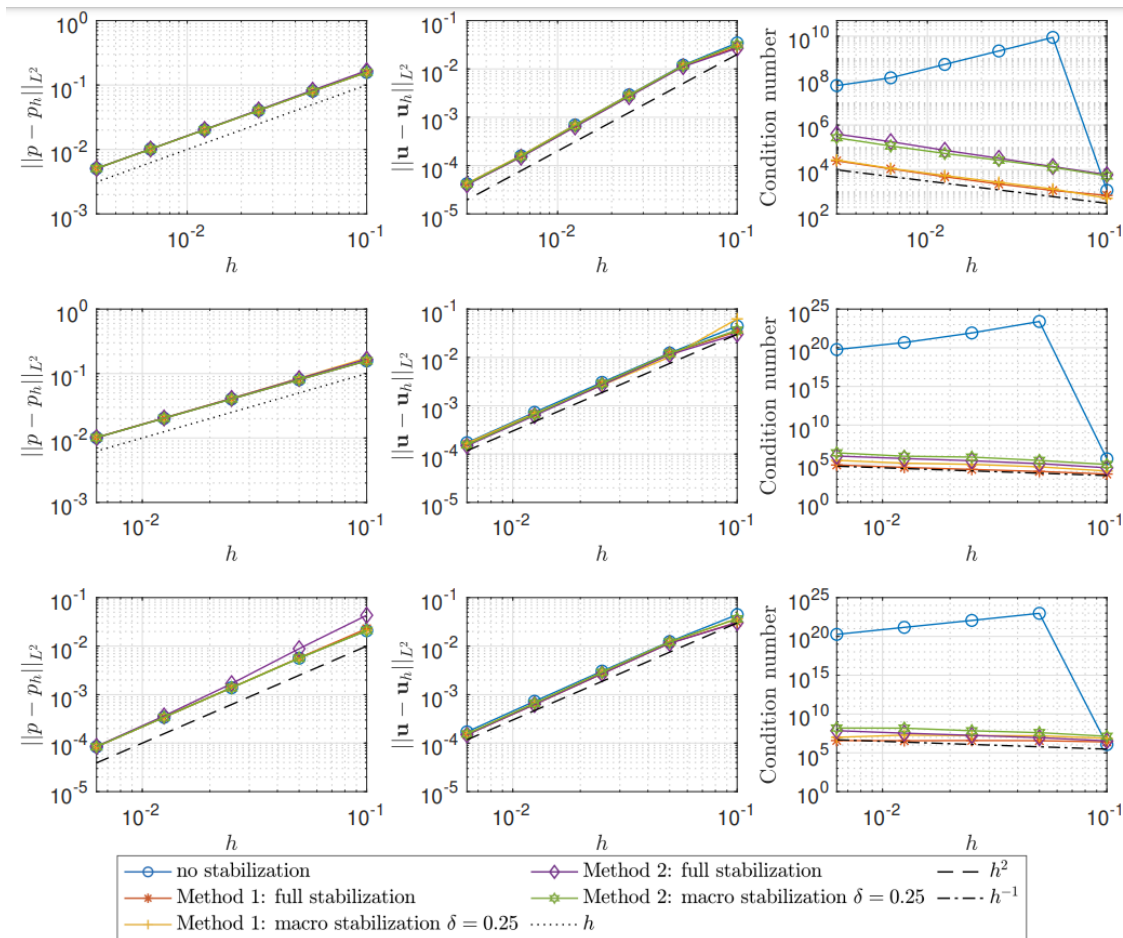 10^0
10^{-1}
10^{-2}
10^{-3}
||p − p_h||_{L^2}
10^{-2}
10^{-1}
h
10^{-1}
10^{-2}
10^{-3}
10^{-4}
10^{-5}
||𝐮 − 𝐮_h||_{L^2}
10^{-2}
10^{-1}
h
10^{10}
10^8
10^6
10^4
10^2
Condition number
10^{-2}
10^{-1}
h
10^0
10^{-1}
10^{-2}
10^{-3}
||p − p_h||_{L^2}
10^{-2}
10^{-1}
h
10^{-1}
10^{-2}
10^{-3}
10^{-4}
10^{-5}
||𝐮 − 𝐮_h||_{L^2}
10^{-2}
10^{-1}
h
10^{25}
10^{20}
10^{15}
10^{10}
10^5
10^0
Condition number
10^{-2}
10^{-1}
h
10^{-1}
10^{-2}
10^{-3}
10^{-4}
10^{-5}
||p − p_h||_{L^2}
10^{-2}
10^{-1}
h
10^{-1}
10^{-2}
10^{-3}
10^{-4}
10^{-5}
||𝐮 − 𝐮_h||_{L^2}
10^{-2}
10^{-1}
h
10^{25}
10^{20}
10^{15}
10^{10}
10^5
10^0
Condition number
10^{-2}
10^{-1}
h
no stabilization
Method 1: full stabilization
Method 1: macro stabilization δ = 0.25
Method 2: full stabilization
Method 2: macro stabilization δ = 0.25
h
h^2
h^{-1}